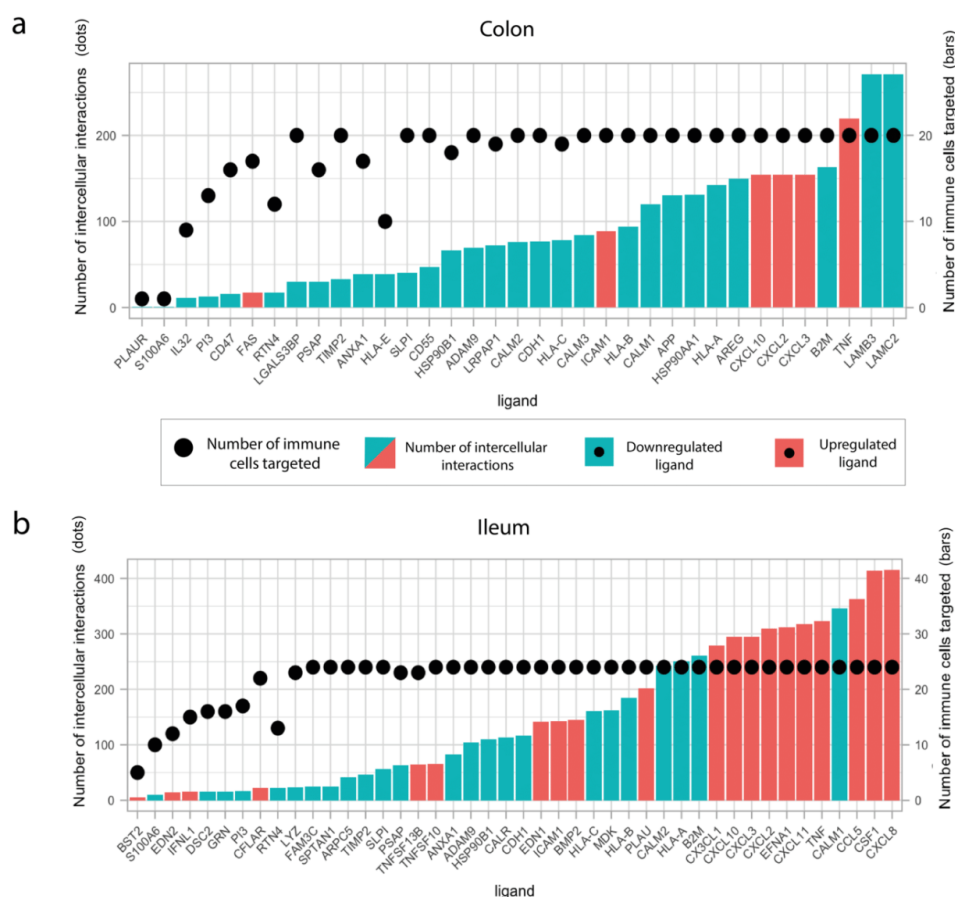 a
Colon
Number of intercellular interactions (dots)
Number of immune cells targeted (bars)
200
100
0
20
10
0
PLAUR
S100A6
IL32
PI3
CD47
FAS
RTN4
LGALS3BP
PSAP
TIMP2
ANXA1
HLA-E
SLP1
CD55
HSP90B1
ADAM9
LRPAP1
CALM2
CDH1
HLA-C
CALM3
ICAM1
HLA-B
CALM1
APP
HSP90AA1
HLA-A
AREG
CXCL10
CXCL2
CXCL3
B2M
TNF
LAMB3
LAMC2
ligand
Number of immune
cells targeted
Number of intercellular
interactions
Downregulated
ligand
Upregulated
ligand
b
Ileum
Number of intercellular interactions (dots)
Number of immune cells targeted (bars)
400
300
200
100
0
40
30
20
10
0
BST2
S100A6
EDN2
IFNL1
DSC2
GRN
PI3
CFLAR
RTN4
LYZ
FAM3C
SPTAN1
ARPC5
TIMP2
SLPI
PSAP
TNFSF13B
TNFSF10
ANXA1
ADAM9
HSP90B1
CALR
CDH1
EDN1
ICAM1
BMP2
HLA-C
MDK
HLA-B
PLAU
CALM2
HLA-A
B2M
CX3CL1
CXCL10
CXCL3
CXCL2
EFNA1
CXCL11
TNF
CALM1
CCL5
CSF1
CXCL8
ligand